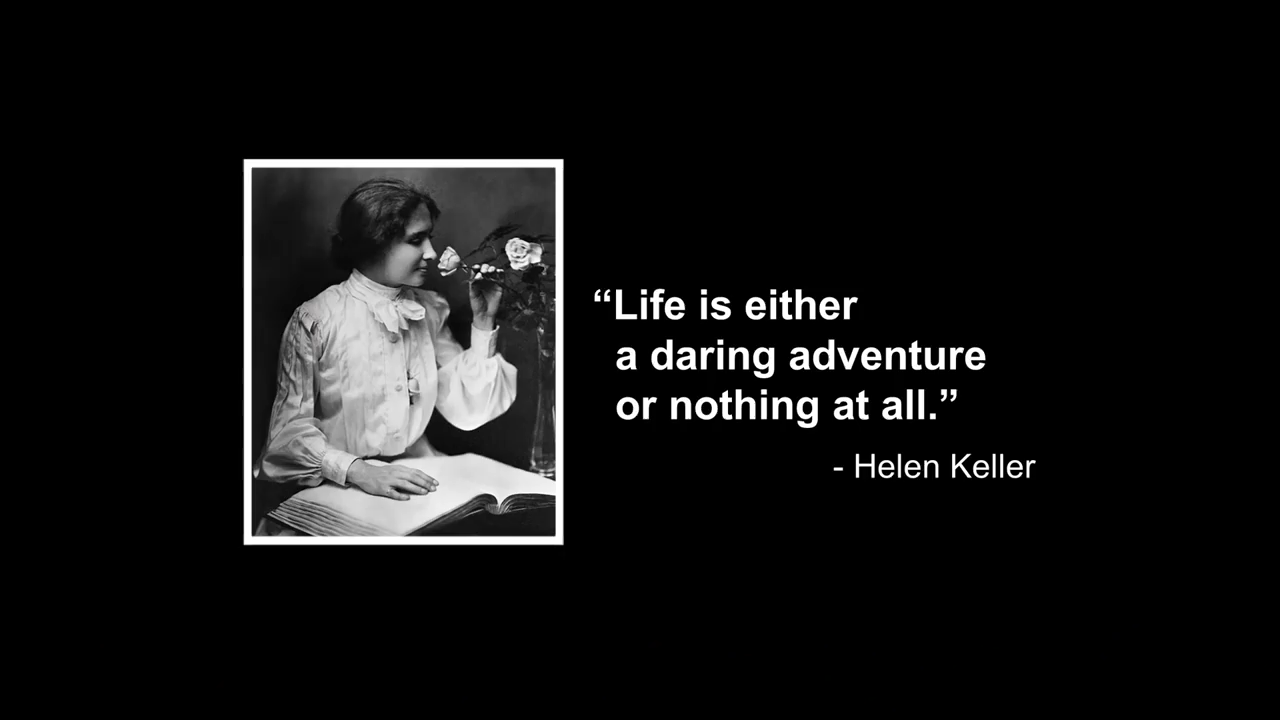 “Life is either
a daring adventure
or nothing at all.”
- Helen Keller